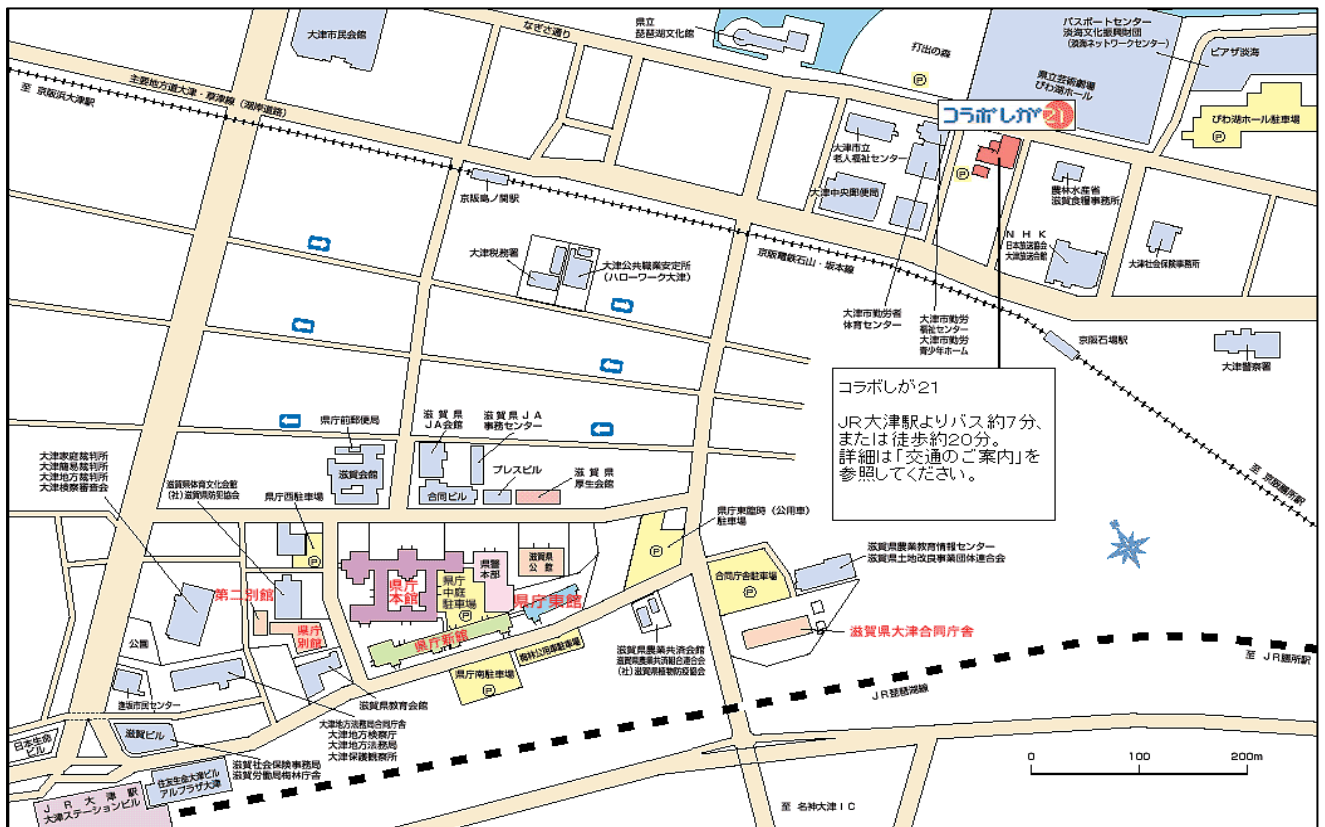 大津市民会館
なぎさ通り
県立
琵琶湖文化館
打出の森
パスポートセンター
淡海文化振興財団
(淡海ネットワークセンター)
ピアザ淡海
県立芸術劇場
びわ湖ホール
びわ湖ホール駐車場
P
P
至 京阪浜大津駅
主要地方道大津・草津線(湖岸道路)
コラボしが21
大津市立
老人福祉センター
P
大津中央郵便局
農林水産省
滋賀食糧事務所
京阪島ノ関駅
NHK
日本放送協会
大津放送会館
大津社会保険事務所
大津税務署
大津公共職業安定所
(ハローワーク大津)
京阪電鉄石山・坂本線
大津市勤労者
体育センター
大津市勤労
福祉センター
大津市勤労
青少年ホーム
京阪石場駅
大津警察署
コラボしが21
JR大津駅よりバス約7分、
または徒歩約20分。
詳細は「交通のご案内」を
参照してください。
県庁前郵便局
滋賀会館
滋賀県
JA会館
滋賀県JA
事務センター
合同ビル
プレスビル
滋賀県
厚生会館
大津家庭裁判所
大津簡易裁判所
大津地方裁判所
大津検察審査会
滋賀県体育文化会館
(社)滋賀県防犯協会
県庁西駐車場
P
県庁東臨時(公用車)
駐車場
P
至 京阪膳所駅
滋賀県農業教育情報センター
滋賀県土地改良事業団体連合会
合同庁舎駐車場
P
県庁
本館
県庁
中庭
駐車場
P
県警
本部
滋賀県
公館
第二別館
県庁
別館
県庁新館
県庁東館
公園
県庁南駐車場
P
梅林公用車駐車場
滋賀県農業共済会館
滋賀県農業共済組合連合会
(社)滋賀県植物防疫協会
滋賀県大津合同庁舎
至 JR膳所駅
JR琵琶湖線
逢坂市民センター
滋賀県教育会館
大津地方法務局合同庁舎
大津地方検察庁
大津地方法務局
大津保護観察所
日本生命
ビル
滋賀ビル
滋賀社会保険事務局
滋賀労働局梅林庁舎
住友生命大津ビル
アルプラザ大津
JR大津駅
大津ステーションビル
至 名神大津IC
0 100 200m